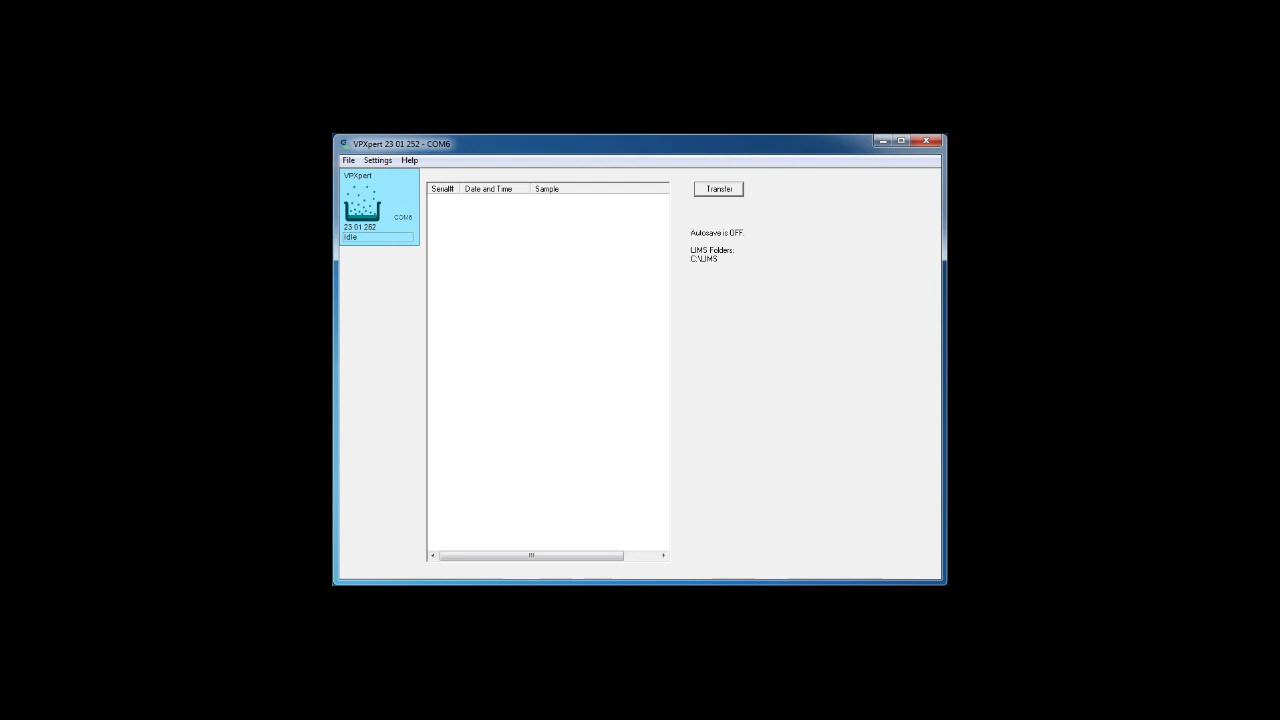 VPXpert 23 01 252 - COM6
File Settings Help
VPXpert
COM6
23 01 252
Idle
Serial# Date and Time Sample
Transfer
Autosave is OFF.
LIMS Folders:
C:\LIMS